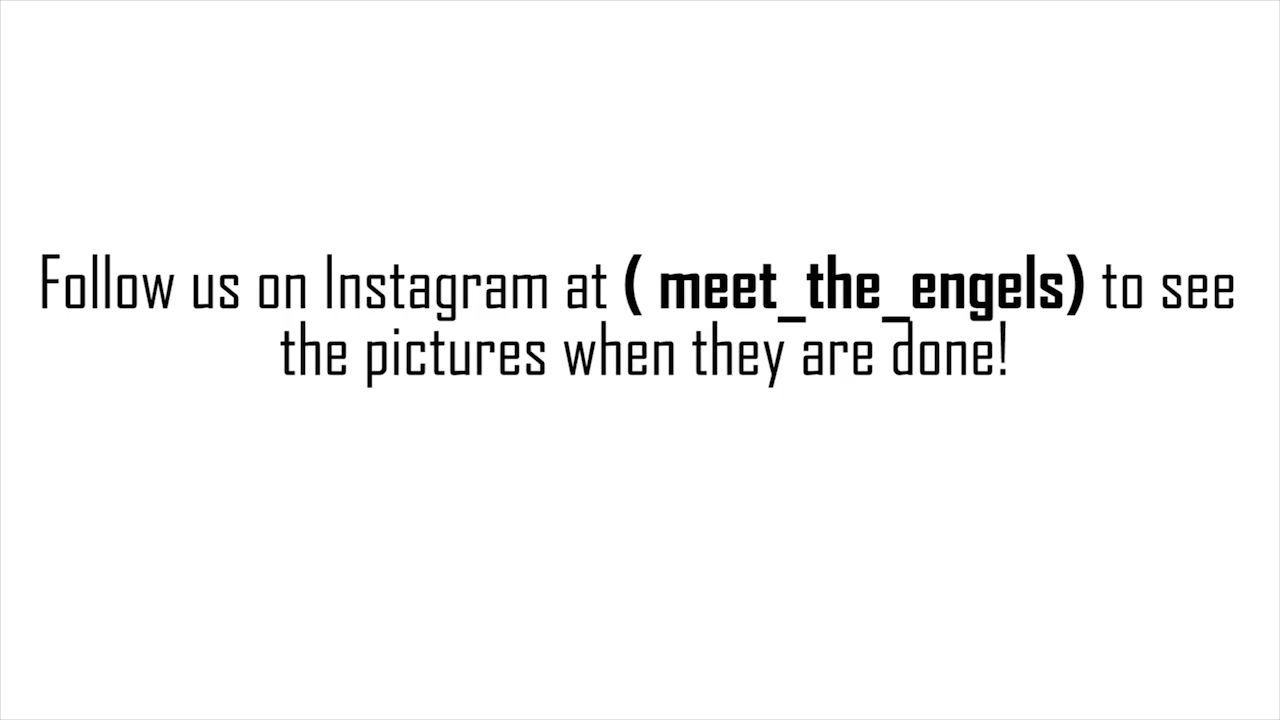 Follow us on Instagram at ( meet_the_engels) to see
the pictures when they are done!